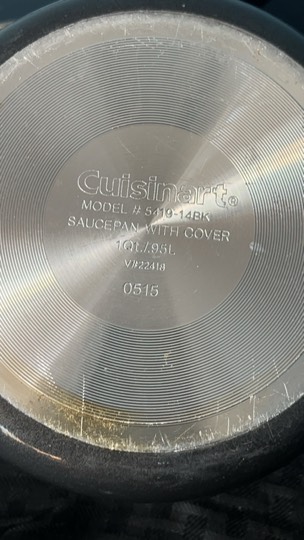 Cuisinart®
MODEL # 5419-14BK
SAUCEPAN WITH COVER
1Qt./.95L
V#22418
0515